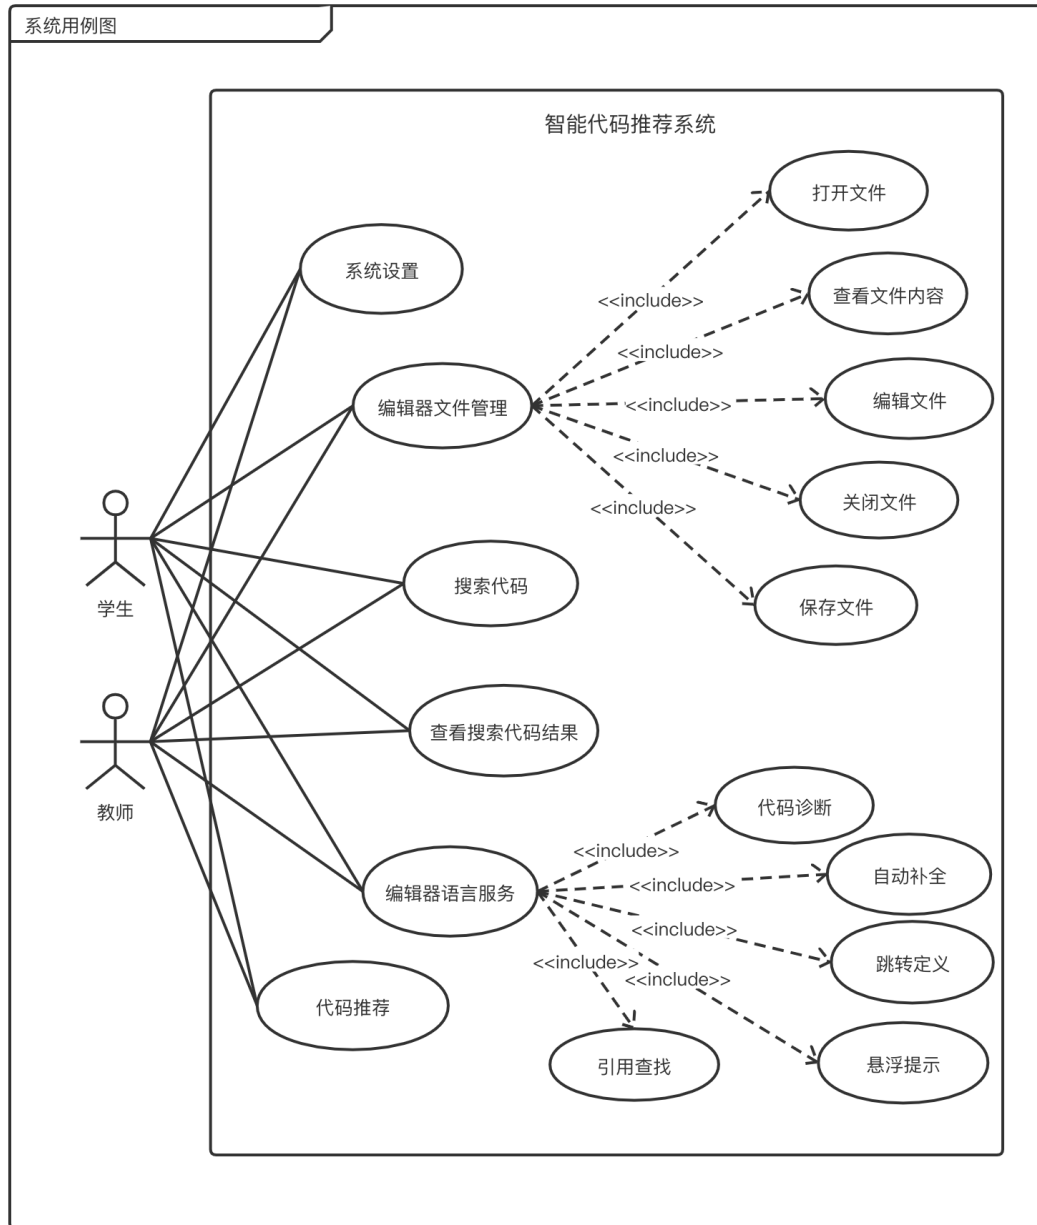 系统用例图
智能代码推荐系统
打开文件
系统设置
查看文件内容
<<include>>
<<include>>
编辑器文件管理
<<include>>
编辑文件
<<include>>
关闭文件
<<include>>
学生
搜索代码
保存文件
查看搜索代码结果
教师
代码诊断
<<include>>
自动补全
<<include>>
编辑器语言服务
<<include>>
跳转定义
<<include>>
<<include>>
代码推荐
引用查找
悬浮提示